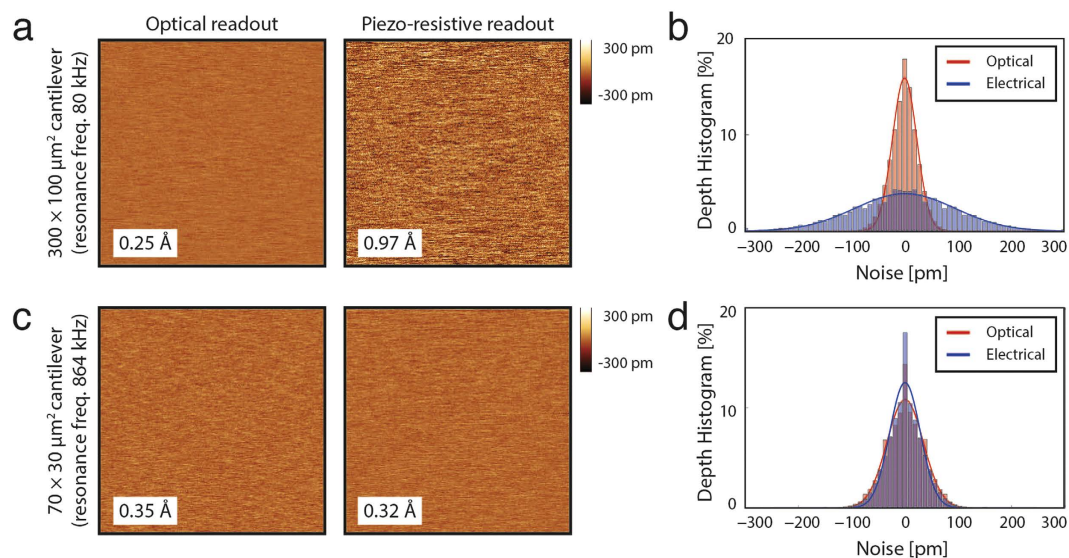 a
Optical readout
Piezo-resistive readout
300 × 100 µm² cantilever
(resonance freq. 80 kHz)
0.25 Å
0.97 Å
300 pm
-300 pm
b
Depth Histogram [%]
20
10
0
Optical
Electrical
−300
−100
0
100
200
300
Noise [pm]
c
70 × 30 µm² cantilever
(resonance freq. 864 kHz)
0.35 Å
0.32 Å
300 pm
-300 pm
d
Depth Histogram [%]
20
10
0
Optical
Electrical
−300
−200
−100
0
100
200
300
Noise [pm]